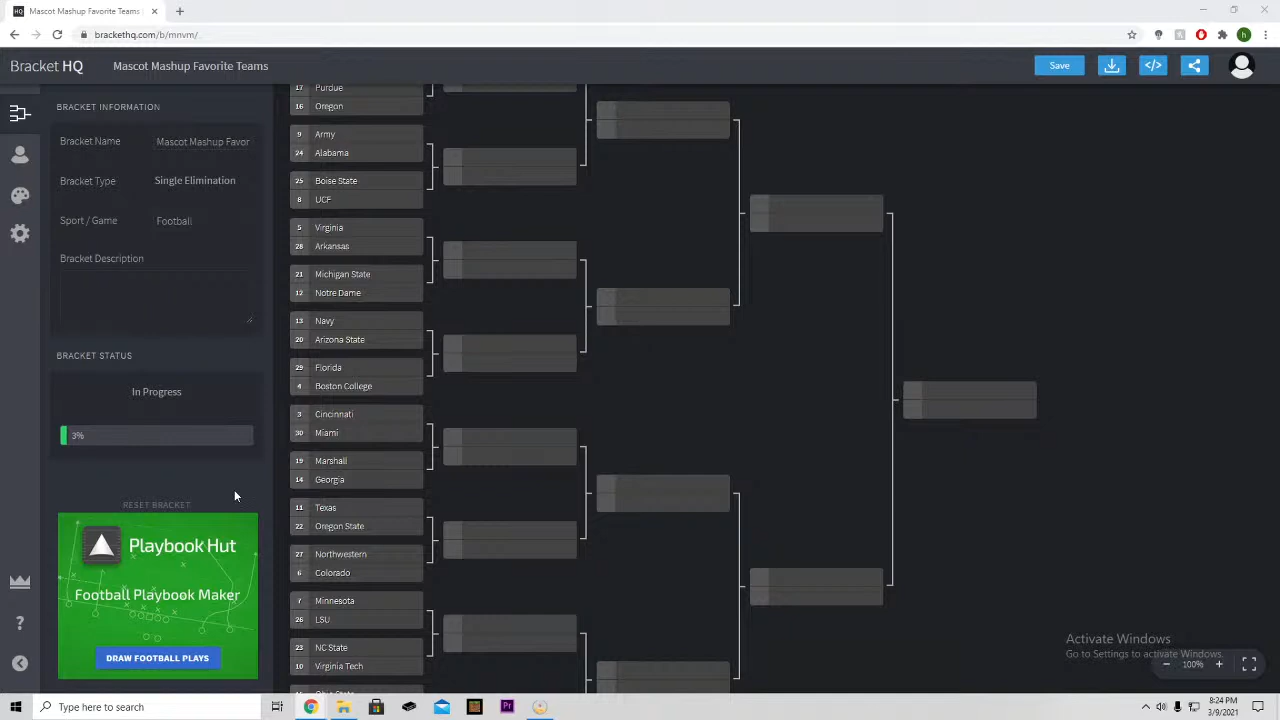 Mascot Mashup Favorite Teams
brackethq.com/b/mnvm/
h
Bracket HQ
Mascot Mashup Favorite Teams
Save
</>
BRACKET INFORMATION
Bracket Name
Mascot Mashup Favor
Bracket Type
Single Elimination
Sport / Game
Football
Bracket Description
BRACKET STATUS
In Progress
3%
RESET BRACKET
Playbook Hut
Football Playbook Maker
DRAW FOOTBALL PLAYS
17 Purdue
16 Oregon
9 Army
24 Alabama
25 Boise State
8 UCF
5 Virginia
28 Arkansas
21 Michigan State
12 Notre Dame
13 Navy
20 Arizona State
29 Florida
4 Boston College
3 Cincinnati
30 Miami
19 Marshall
14 Georgia
11 Texas
22 Oregon State
27 Northwestern
6 Colorado
7 Minnesota
26 LSU
23 NC State
10 Virginia Tech
Activate Windows
Go to Settings to activate Windows.
100%
Type here to search
Pr
8:24 PM
3/9/2021